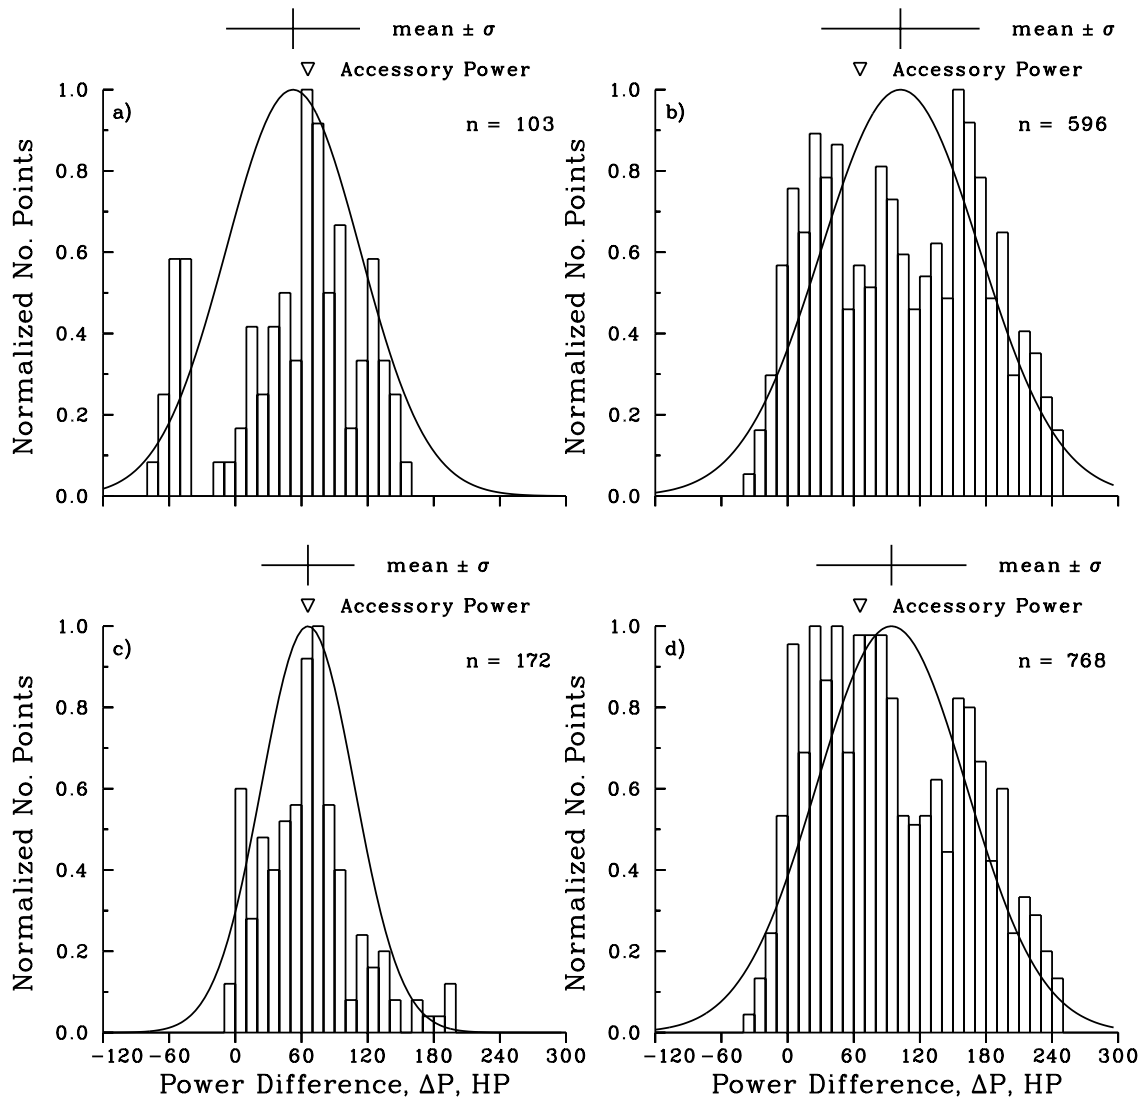 mean ± σ
▽ Accessory Power
a)
n = 103
1.0
0.8
0.6
0.4
0.2
0.0
Normalized No. Points
mean ± σ
▽ Accessory Power
b)
n = 596
1.0
0.8
0.6
0.4
0.2
0.0
Normalized No. Points
mean ± σ
▽ Accessory Power
c)
n = 172
1.0
0.8
0.6
0.4
0.2
0.0
Normalized No. Points
−120 −60 0 60 120 180 240 300
Power Difference, ΔP, HP
mean ± σ
▽ Accessory Power
d)
n = 768
1.0
0.8
0.6
0.4
0.2
0.0
Normalized No. Points
−120 −60 0 60 120 180 240 300
Power Difference, ΔP, HP